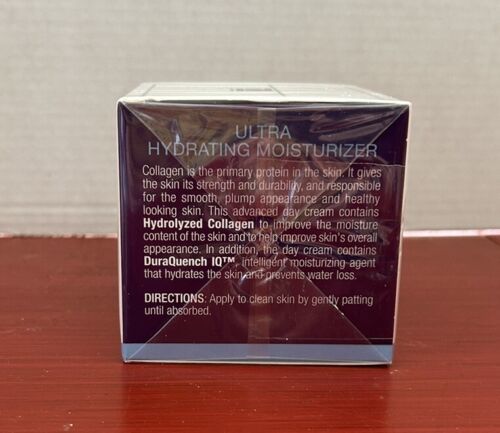 ULTRA
HYDRATING MOISTURIZER
Collagen is the primary protein in the skin. It gives
the skin its strength and durability, and responsible
for the smooth, plump appearance and healthy
looking skin. This advanced day cream contains
Hydrolyzed Collagen to improve the moisture
content of the skin and to help improve skin's overall
appearance. In addition, the day cream contains
DuraQuench IQ™, intelligent moisturizing agent
that hydrates the skin and prevents water loss.
DIRECTIONS: Apply to clean skin by gently patting
until absorbed.